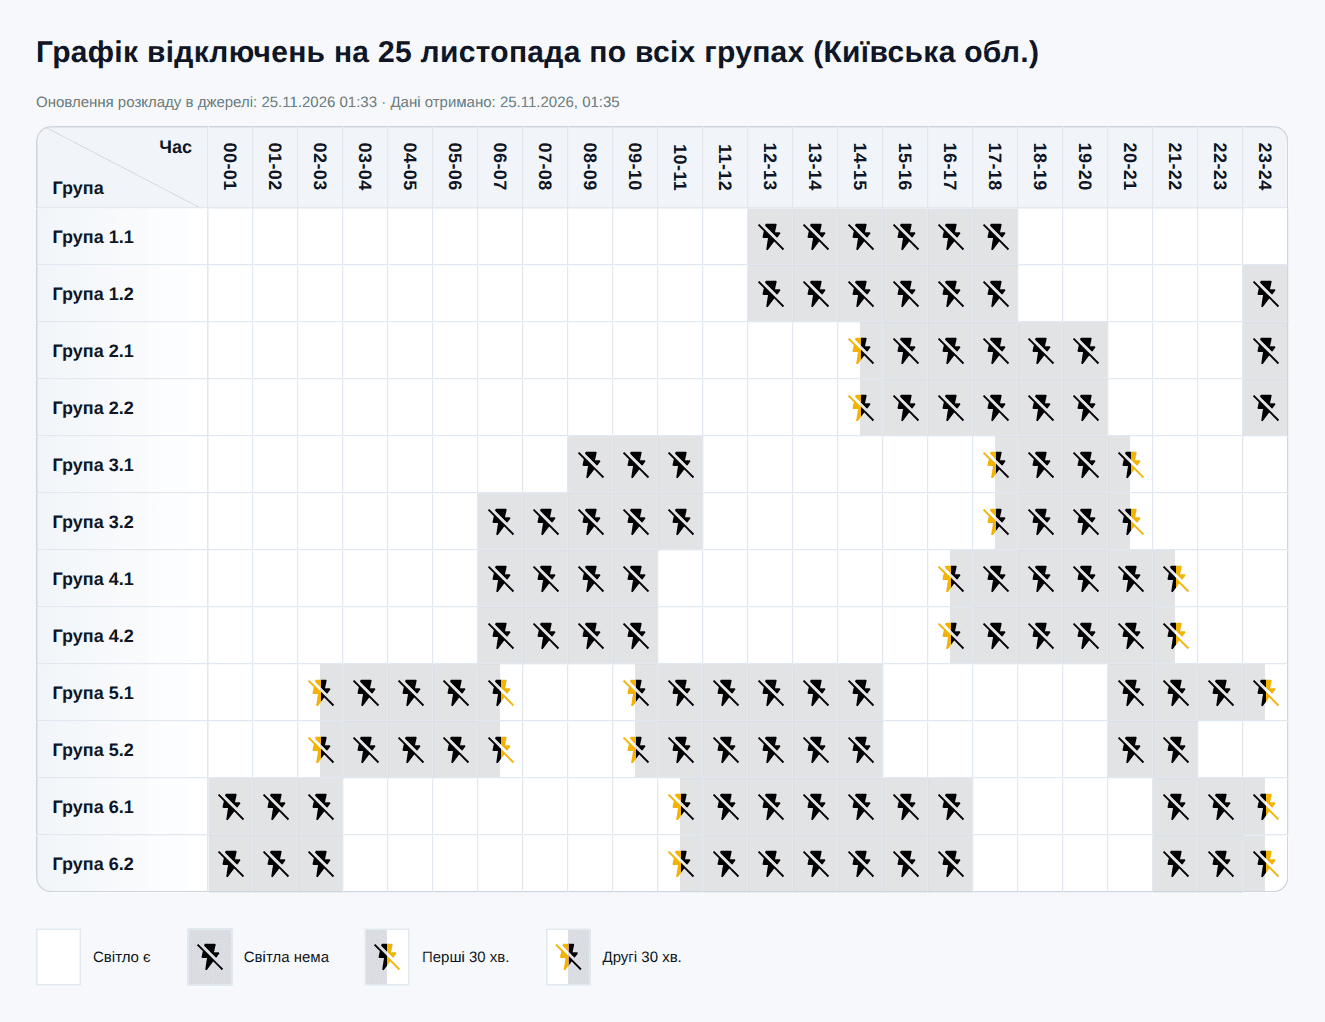 Графік відключень на 25 листопада по всіх групах (Київська обл.)
Оновлення розкладу в джерелі: 25.11.2026 01:33 · Дані отримано: 25.11.2026, 01:35
Час
Група
00-01 01-02 02-03 03-04 04-05 05-06 06-07 07-08 08-09 09-10 10-11 11-12 12-13 13-14 14-15 15-16 16-17 17-18 18-19 19-20 20-21 21-22 22-23 23-24
Група 1.1
Група 1.2
Група 2.1
Група 2.2
Група 3.1
Група 3.2
Група 4.1
Група 4.2
Група 5.1
Група 5.2
Група 6.1
Група 6.2
Світло є Світла нема Перші 30 хв. Другі 30 хв.